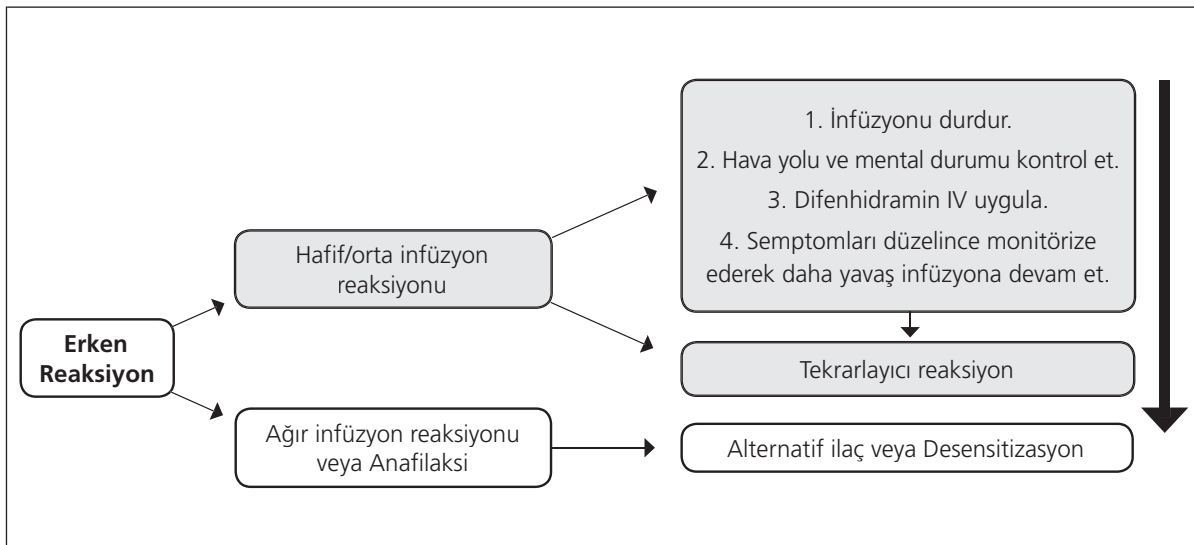 Erken
Reaksiyon
Hafif/orta infüzyon
reaksiyonu
Ağır infüzyon reaksiyonu
veya Anafilaksi
1. İnfüzyonu durdur.
2. Hava yolu ve mental durumu kontrol et.
3. Difenhidramin IV uygula.
4. Semptomları düzelince monitörize
ederek daha yavaş infüzyona devam et.
Tekrarlayıcı reaksiyon
Alternatif ilaç veya Desensitizasyon